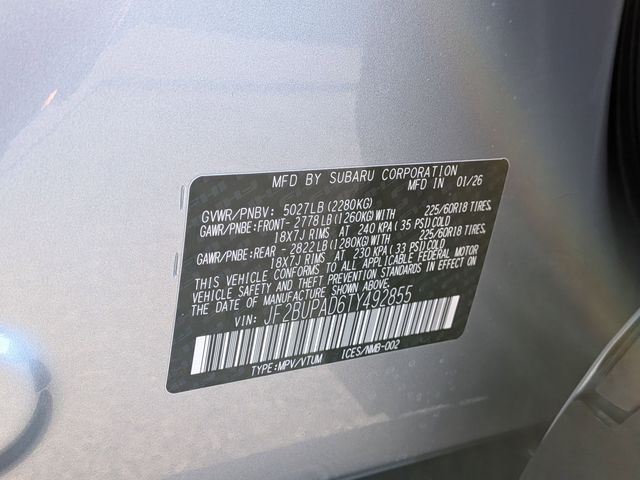 MFD BY SUBARU CORPORATION
MFD IN 01/26
GVWR/PNBV: 5027LB(2280KG)
GAWR/PNBE:FRONT- 2778LB(1260KG)WITH 225/60R18 TIRES,
18X7J RIMS AT 240 KPA(35 PSI)COLD
GAWR/PNBE:REAR - 2822LB(1280KG)WITH 225/60R18 TIRES,
18X7J RIMS AT 230 KPA(33 PSI)COLD
THIS VEHICLE CONFORMS TO ALL APPLICABLE FEDERAL MOTOR
VEHICLE SAFETY AND THEFT PREVENTION STANDARDS IN EFFECT ON
THE DATE OF MANUFACTURE SHOWN ABOVE.
VIN: JF2BUPAD6TY492855
TYPE:MPV/VTUM ICES/NMB-002